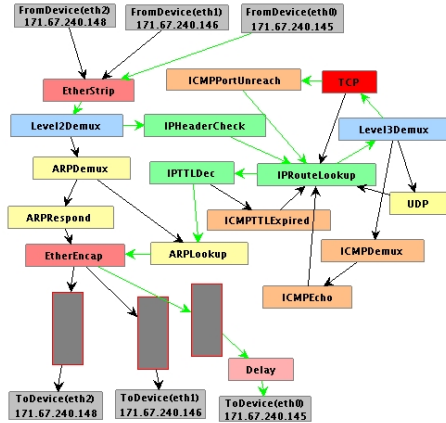 FromDevice(eth2)
171.67.240.148
FromDevice(eth1)
171.67.240.146
FromDevice(eth0)
171.67.240.145
EtherStrip
ICMPPortUnreach
TCP
Level2Demux
IPHeaderCheck
Level3Demux
ARPDemux
IPTTLDec
IPRouteLookup
UDP
ARPRespond
ICMPTTLExpired
EtherEncap
ARPLookup
ICMPDemux
ICMPEcho
Delay
ToDevice(eth2)
171.67.240.148
ToDevice(eth1)
171.67.240.146
ToDevice(eth0)
171.67.240.145